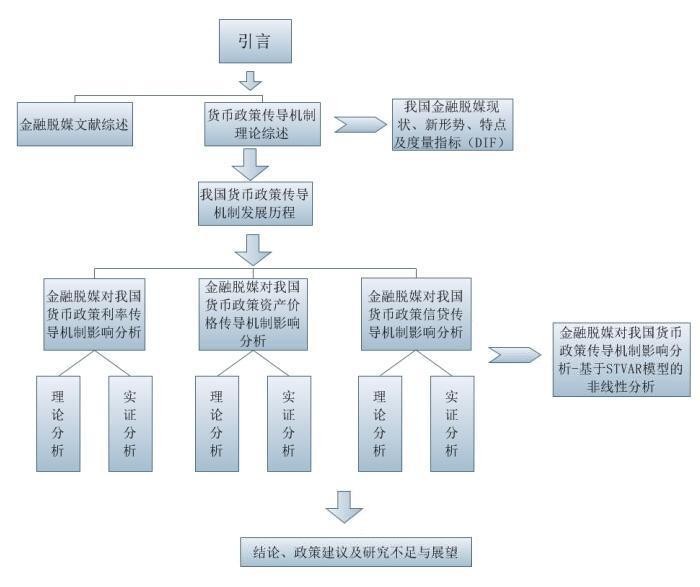 引言
金融脱媒文献综述
货币政策传导机制
理论综述
我国金融脱媒现
状、新形势、特点
及度量指标（DIF）
我国货币政策传导
机制发展历程
金融脱媒对我国
货币政策利率传
导机制影响分析
金融脱媒对我国
货币政策资产价
格传导机制影响
分析
金融脱媒对我国
货币政策信贷传
导机制影响分析
金融脱媒对我国货币
政策传导机制影响分
析-基于STVAR模型的
非线性分析
理论分析
实证分析
理论分析
实证分析
理论分析
实证分析
结论、政策建议及研究不足与展望